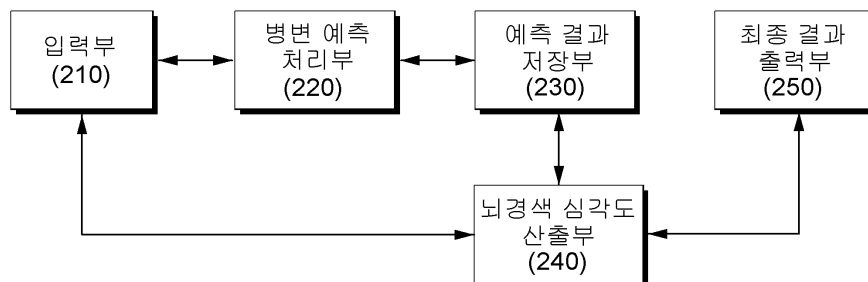 입력부
(210)
병변 예측
처리부
(220)
예측 결과
저장부
(230)
최종 결과
출력부
(250)
뇌경색 심각도
산출부
(240)